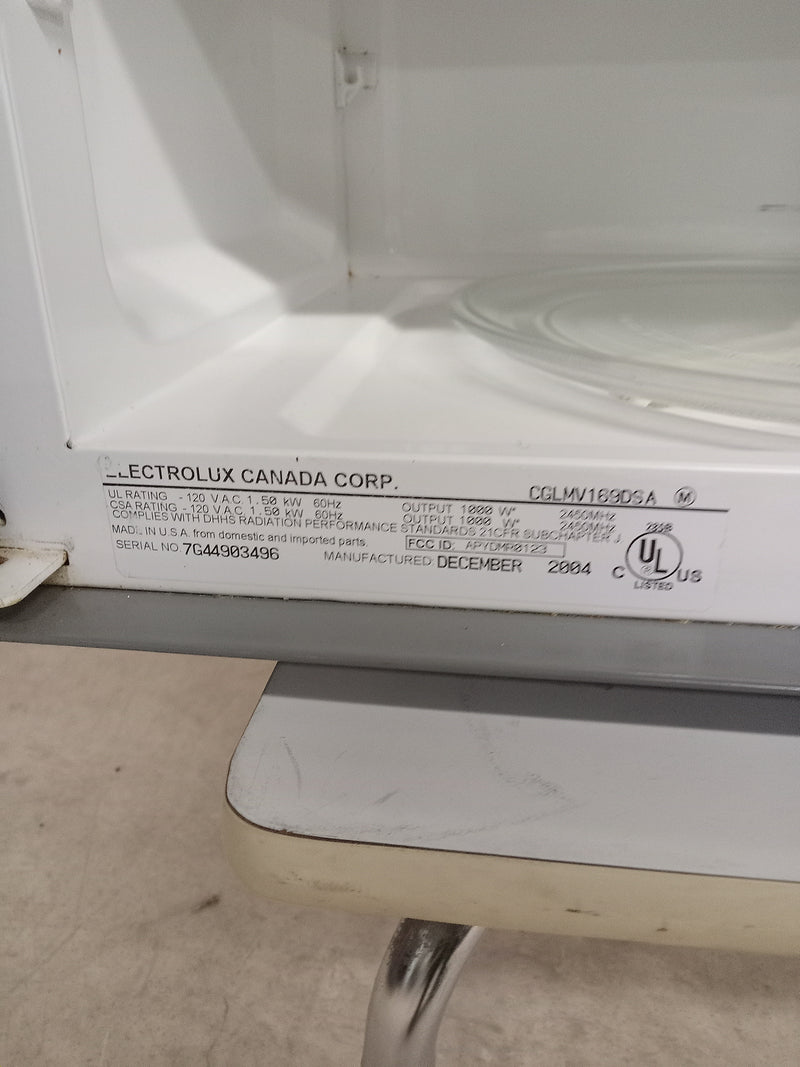 ELECTROLUX CANADA CORP.
CGLMV169DSA M
UL RATING - 120 V.A.C. 1.50 kW 60Hz OUTPUT 1000 W* 2450MHz
CSA RATING - 120 V.A.C. 1.50 kW 60Hz OUTPUT 1000 W* 2450MHz
COMPLIES WITH DHHS RADIATION PERFORMANCE STANDARDS 21CFR SUBCHAPTER J
MADE IN U.S.A. from domestic and imported parts. FCC ID: APYDMR0123
SERIAL NO. 7G44903496 MANUFACTURED: DECEMBER 2004
C UL US
LISTED